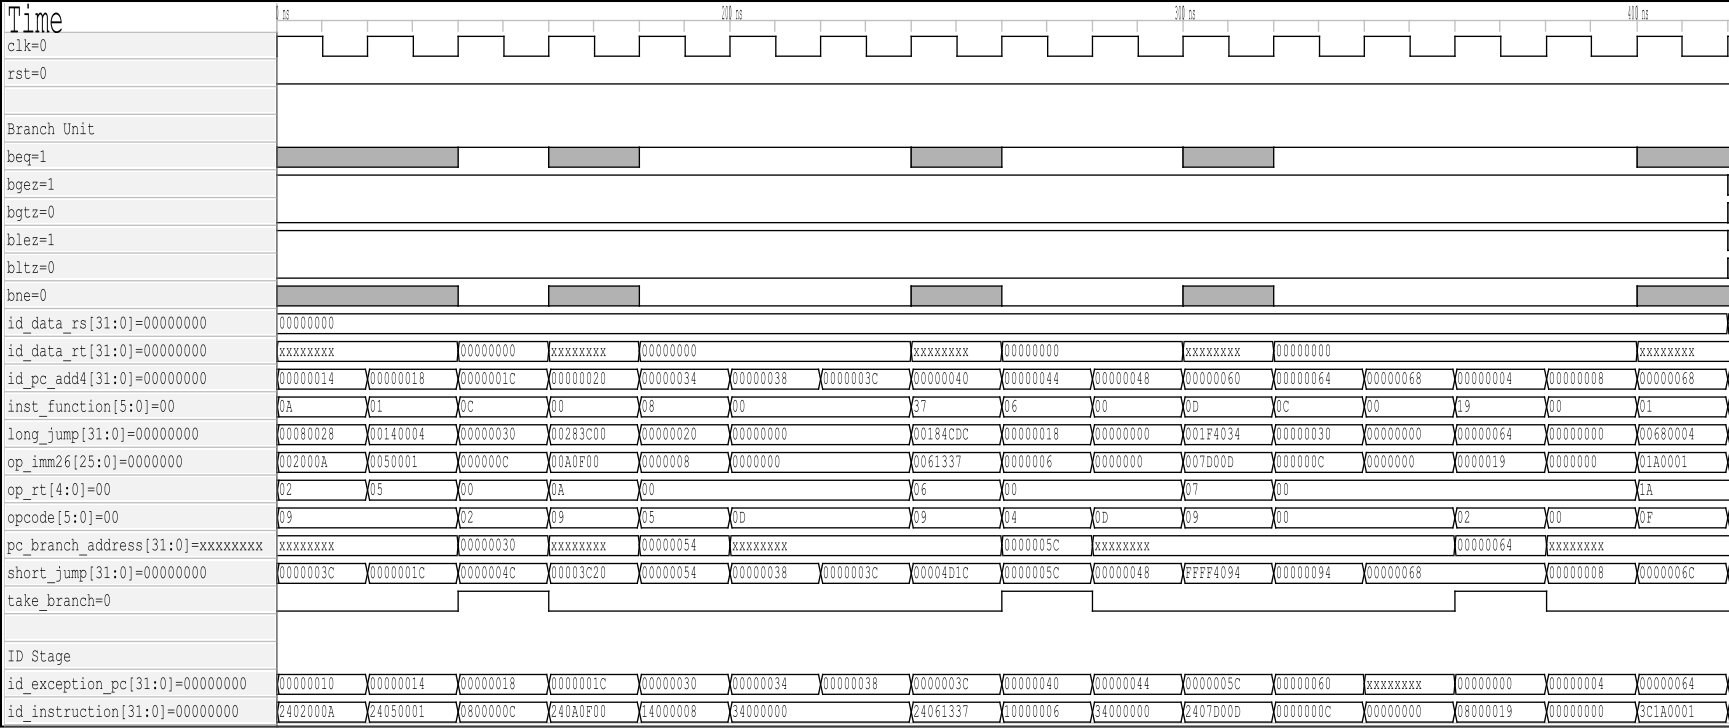 Time 0 ns 200 ns 300 ns 400 ns
clk=0
rst=0
Branch Unit
beq=1
bgez=1
bgtz=0
blez=1
bltz=0
bne=0
id_data_rs[31:0]=00000000 00000000
id_data_rt[31:0]=00000000 xxxxxxxx 00000000 xxxxxxxx 00000000 xxxxxxxx 00000000 xxxxxxxx 00000000 xxxxxxxx
id_pc_add4[31:0]=00000000 00000014 00000018 0000001C 00000020 00000034 00000038 0000003C 00000040 00000044 00000048 00000060 00000064 00000068 00000004 00000008 00000068
inst_function[5:0]=00 0A 01 0C 00 08 00 37 06 00 0D 0C 00 19 00 01
long_jump[31:0]=00000000 00080028 00140004 00000030 00283C00 00000020 00000000 00184CDC 00000018 00000000 001F4034 00000030 00000000 00000064 00000000 00680004
op_imm26[25:0]=0000000 002000A 0050001 000000C 00A0F00 0000008 0000000 0061337 0000006 0000000 007D00D 000000C 0000000 0000019 0000000 01A0001
op_rt[4:0]=00 02 05 00 0A 00 06 00 07 00 1A
opcode[5:0]=00 09 02 09 05 0D 09 04 0D 09 00 02 00 0F
pc_branch_address[31:0]=xxxxxxxx xxxxxxxx 00000030 xxxxxxxx 00000054 xxxxxxxx 0000005C xxxxxxxx 00000064 xxxxxxxx
short_jump[31:0]=00000000 0000003C 0000001C 0000004C 00003C20 00000054 00000038 0000003C 00004D1C 0000005C 00000048 FFFF4094 00000094 00000068 00000008 0000006C
take_branch=0
ID Stage
id_exception_pc[31:0]=00000000 00000010 00000014 00000018 0000001C 00000030 00000034 00000038 0000003C 00000040 00000044 0000005C 00000060 xxxxxxxx 00000000 00000004 00000064
id_instruction[31:0]=00000000 2402000A 24050001 0800000C 240A0F00 14000008 34000000 24061337 10000006 34000000 2407D00D 0000000C 00000000 08000019 00000000 3C1A0001